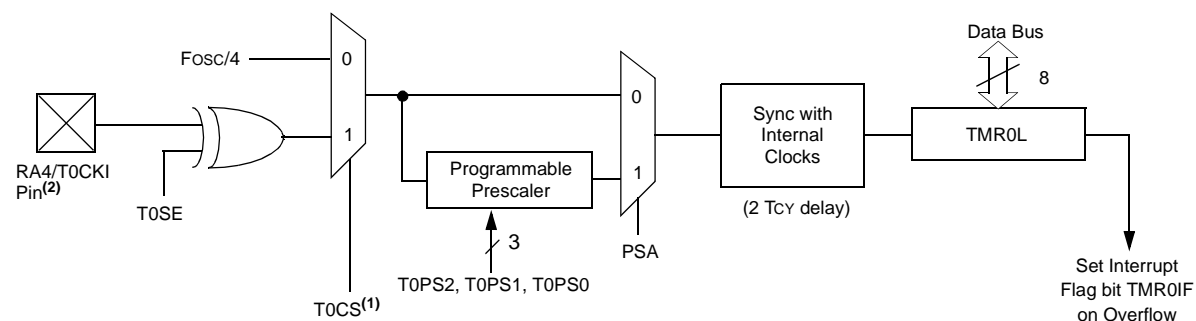 Data Bus
FOSC/4
0
8
0
1
Sync with
Internal
Clocks
TMR0L
RA4/T0CKI
Pin(2)
Programmable
Prescaler
1
T0SE
(2 TCY delay)
3
PSA
T0PS2, T0PS1, T0PS0
T0CS(1)
Set Interrupt
Flag bit TMR0IF
on Overflow